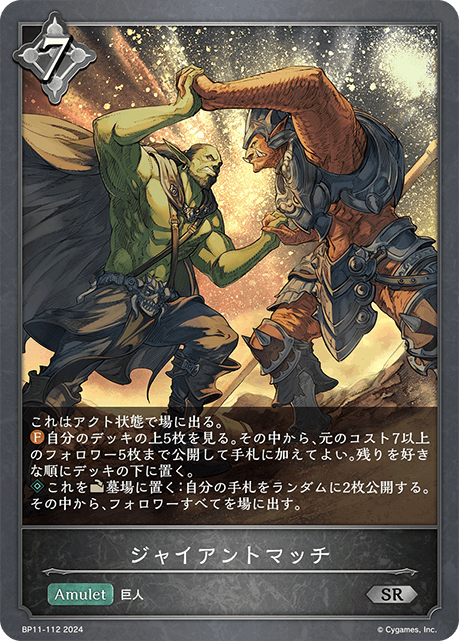 7
これはアクト状態で場に出る。
F 自分のデッキの上5枚を見る。その中から、元のコスト7以上
のフォロワー5枚まで公開して手札に加えてよい。残りを好き
な順にデッキの下に置く。
これを墓場に置く：自分の手札をランダムに2枚公開する。
その中から、フォロワーすべてを場に出す。
ジャイアントマッチ
Amulet 巨人 SR
BP11-112 2024 © Cygames, Inc.